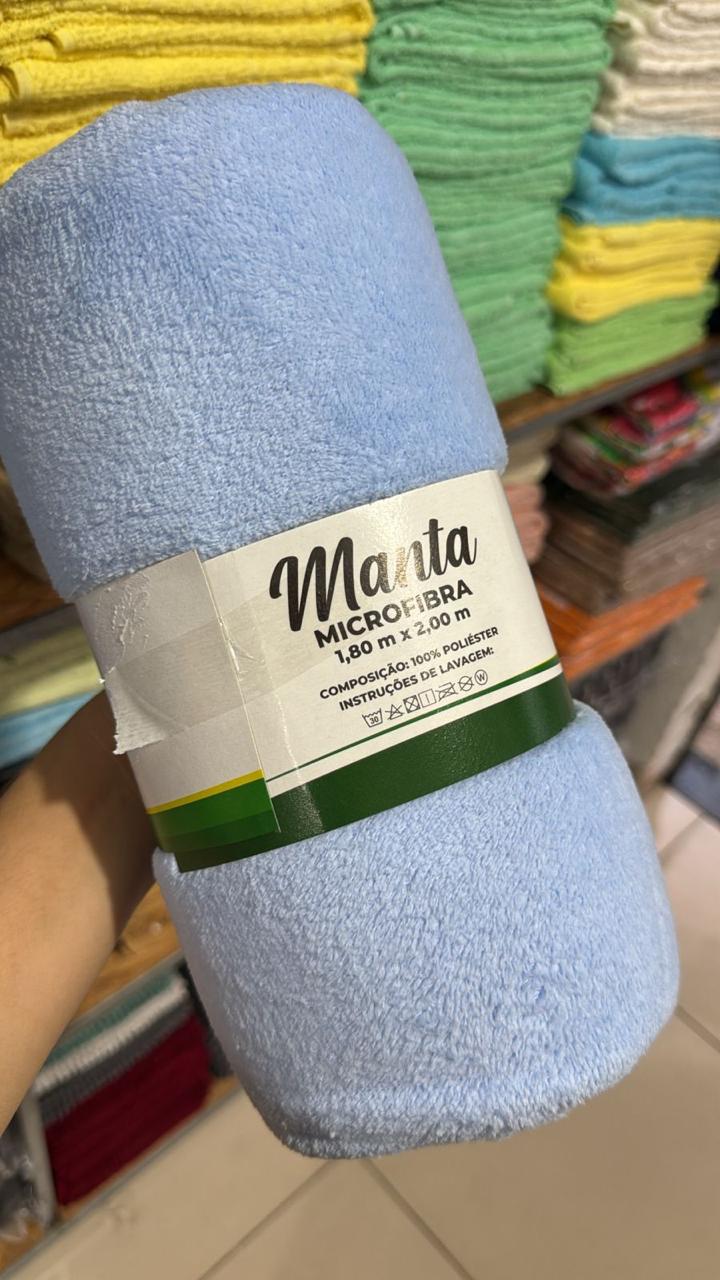 Manta
MICROFIBRA
1,80 m x 2,00 m
COMPOSIÇÃO: 100% POLIÉSTER
INSTRUÇÕES DE LAVAGEM:
30
W